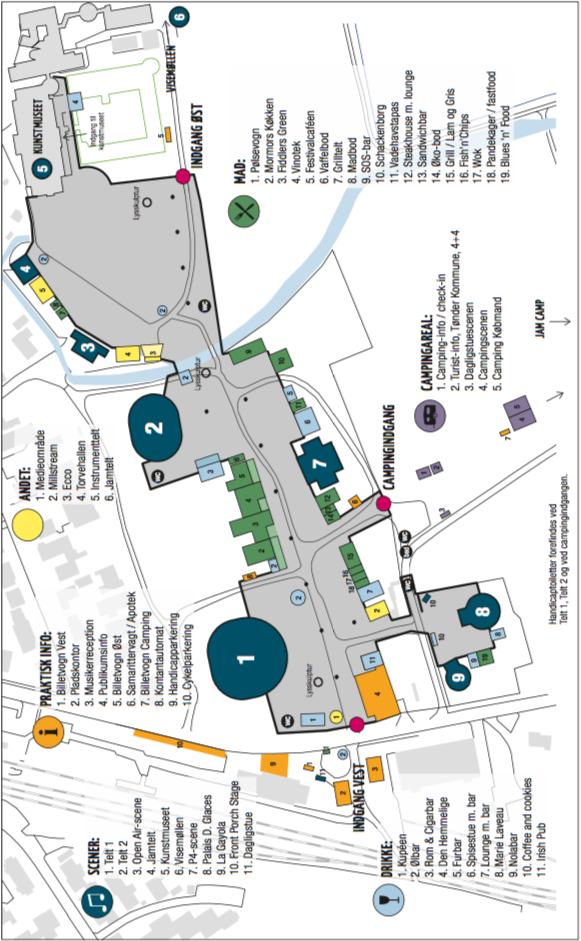 SCENER:
1. Telt 1
2. Telt 2
3. Open Air-scene
4. Jamtelt
5. Kunstmuseet
6. Visemøllen
7. P4-scene
8. Palais D. Glaces
9. La Gayola
10. Front Porch Stage
11. Dagligstue
PRAKTISK INFO:
1. Billetvogn Vest
2. Pladskontor
3. Musikerreception
4. Publikumsinfo
5. Billetvogn Øst
6. Samarittervagt / Apotek
7. Billetvogn Camping
8. Kontantautomat
9. Handicapparkering
10. Cykelparkering
ANDET:
1. Medieområde
2. Millstream
3. Ecco
4. Torvehallen
5. Instrumenttelt
6. Jamtelt
KUNSTMUSEET
Indgang til
kunstmuseet
VISEMØLLEN
INDGANG ØST
Lysskulptur
Lysskulptur
Lysskulptur
INDGANG VEST
CAMPINGINDGANG
DRIKKE:
1. Kupéen
2. Ølbar
3. Rom & Cigarbar
4. Den Hemmelige
5. Furbar
6. Spisestue m. bar
7. Lounge m. bar
8. Marie Laveau
9. Nolabar
10. Coffee and cookies
11. Irish Pub
MAD:
1. Pølsevogn
2. Mormors Køkken
3. Fiddlers Green
4. Vinotek
5. Festivalcaféen
6. Vaffelbod
7. Grilltelt
8. Madbod
9. SOS-bar
10. Schackenborg
11. Vadehavstapas
12. Steakhouse m. lounge
13. Sandwichbar
14. Øko-bod
15. Grill / Lam og Gris
16. Fish'n'Chips
17. Wok
18. Pandekager / fastfood
19. Blues 'n' Food
CAMPINGAREAL:
1. Camping-info / check-in
2. Turist-info, Tønder Kommune, 4+4
3. Dagligstuescenen
4. Campingscenen
5. Camping Købmand
JAM CAMP
Handicaptoiletter forefindes ved
Telt 1, Telt 2 og ved campingindgangen.